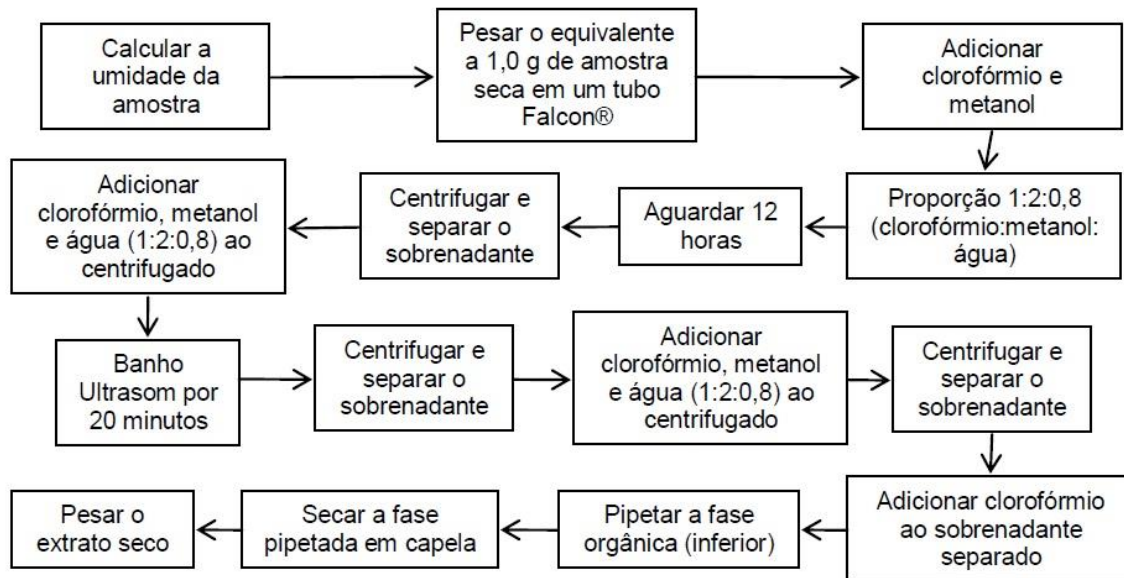 Calcular a
umidade da
amostra
Pesar o equivalente
a 1,0 g de amostra
seca em um tubo
Falcon®
Adicionar
clorofórmio e
metanol
Proporção 1:2:0,8
(clorofórmio:metanol:
água)
Aguardar 12
horas
Centrifugar e
separar o
sobrenadante
Adicionar
clorofórmio, metanol
e água (1:2:0,8) ao
centrifugado
Banho
Ultrasom por
20 minutos
Centrifugar e
separar o
sobrenadante
Adicionar
clorofórmio, metanol
e água (1:2:0,8) ao
centrifugado
Centrifugar e
separar o
sobrenadante
Adicionar clorofórmio
ao sobrenadante
separado
Pipetar a fase
orgânica (inferior)
Secar a fase
pipetada em capela
Pesar o
extrato seco